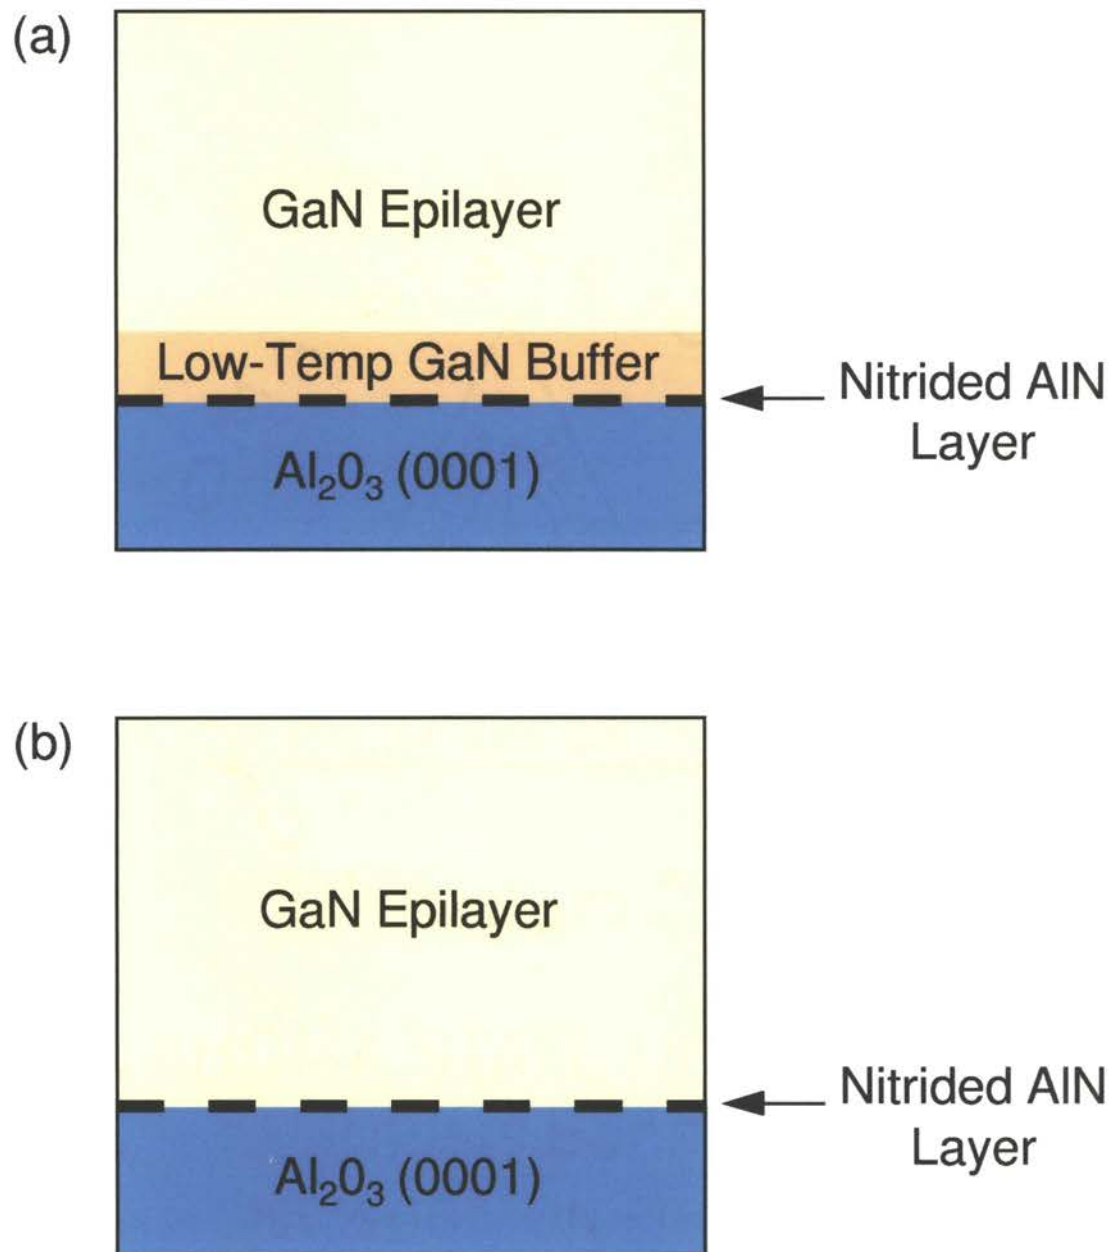 (a)
GaN Epilayer
Low-Temp GaN Buffer
Nitrided AlN
Layer
Al₂0₃ (0001)
(b)
GaN Epilayer
Nitrided AlN
Layer
Al₂0₃ (0001)